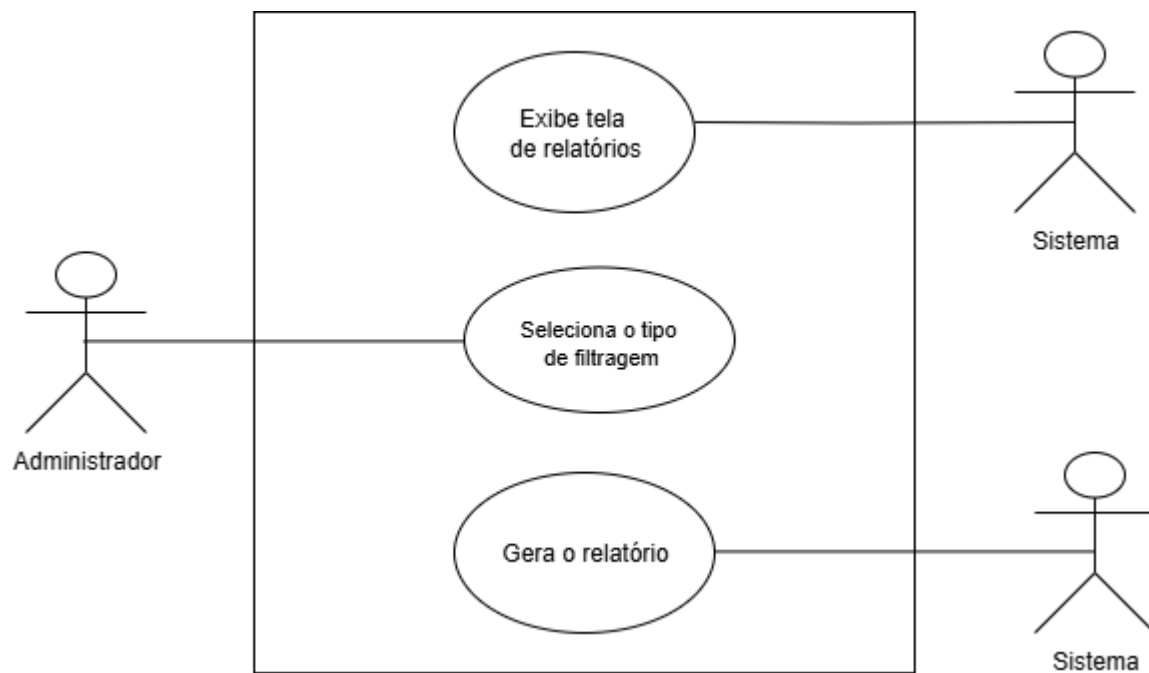 Exibe tela
de relatórios
Sistema
Seleciona o tipo
de filtragem
Administrador
Gera o relatório
Sistema